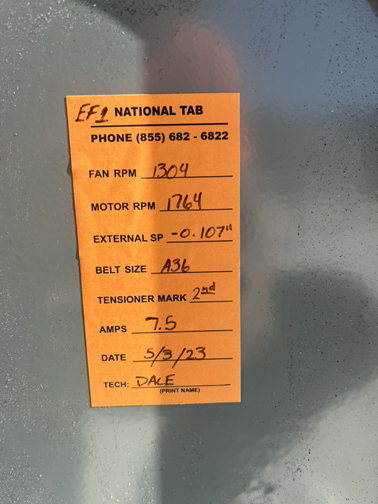 EF1 NATIONAL TAB
PHONE (855) 682 - 6822
FAN RPM 1304
MOTOR RPM 1764
EXTERNAL SP -0.107"
BELT SIZE A36
TENSIONER MARK 2nd
AMPS 7.5
DATE 5/3/23
TECH: DALE
(PRINT NAME)